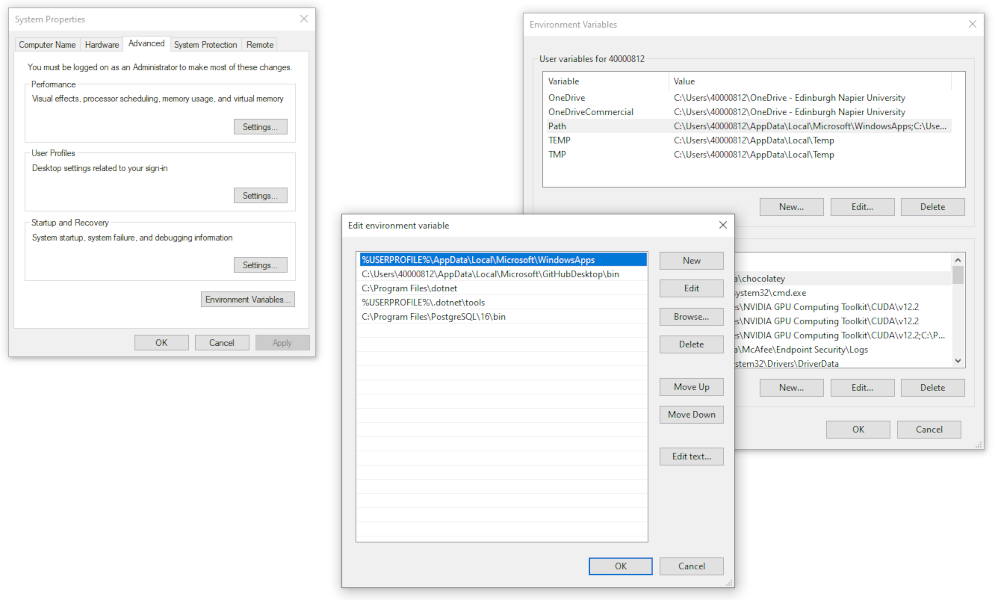 System Properties
Computer Name Hardware Advanced System Protection Remote
You must be logged on as an Administrator to make most of these changes.
Performance
Visual effects, processor scheduling, memory usage, and virtual memory
Settings...
User Profiles
Desktop settings related to your sign-in
Settings...
Startup and Recovery
System startup, system failure, and debugging information
Settings...
Environment Variables...
OK Cancel Apply
Environment Variables
User variables for 40000812
Variable Value
OneDrive C:\Users\40000812\OneDrive - Edinburgh Napier University
OneDriveCommercial C:\Users\40000812\OneDrive - Edinburgh Napier University
Path C:\Users\40000812\AppData\Local\Microsoft\WindowsApps;C:\Use...
TEMP C:\Users\40000812\AppData\Local\Temp
TMP C:\Users\40000812\AppData\Local\Temp
New... Edit... Delete
a\chocolatey
system32\cmd.exe
es\NVIDIA GPU Computing Toolkit\CUDA\v12.2
es\NVIDIA GPU Computing Toolkit\CUDA\v12.2
es\NVIDIA GPU Computing Toolkit\CUDA\v12.2;C:\P...
a\McAfee\Endpoint Security\Logs
stem32\Drivers\DriverData
New... Edit... Delete
OK Cancel
Edit environment variable
%USERPROFILE%\AppData\Local\Microsoft\WindowsApps
C:\Users\40000812\AppData\Local\Microsoft\GitHubDesktop\bin
C:\Program Files\dotnet
%USERPROFILE%\.dotnet\tools
C:\Program Files\PostgreSQL\16\bin
New
Edit
Browse...
Delete
Move Up
Move Down
Edit text...
OK Cancel